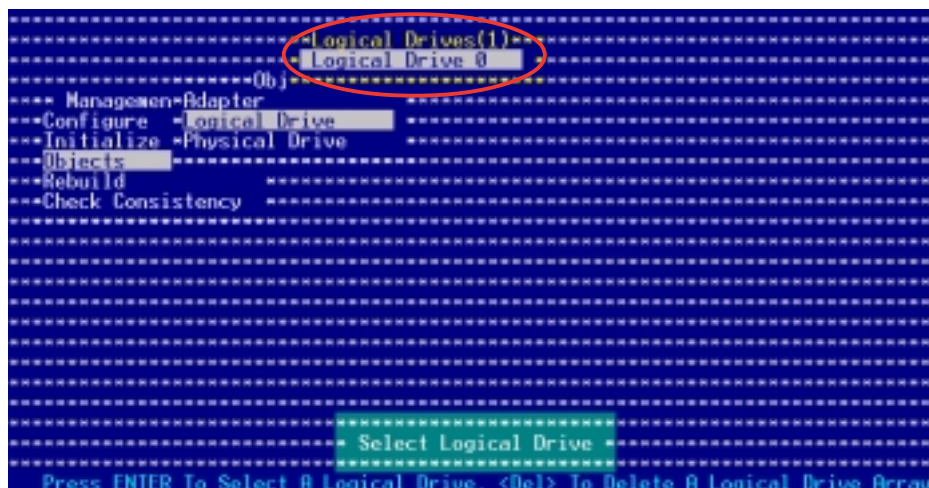 Logical Drives(1)
Logical Drive 0
Obj
Managemen
Adapter
Configure
Logical Drive
Initialize
Physical Drive
Objects
Rebuild
Check Consistency
Select Logical Drive
Press ENTER To Select A Logical Drive. <Del> To Delete A Logical Drive Array